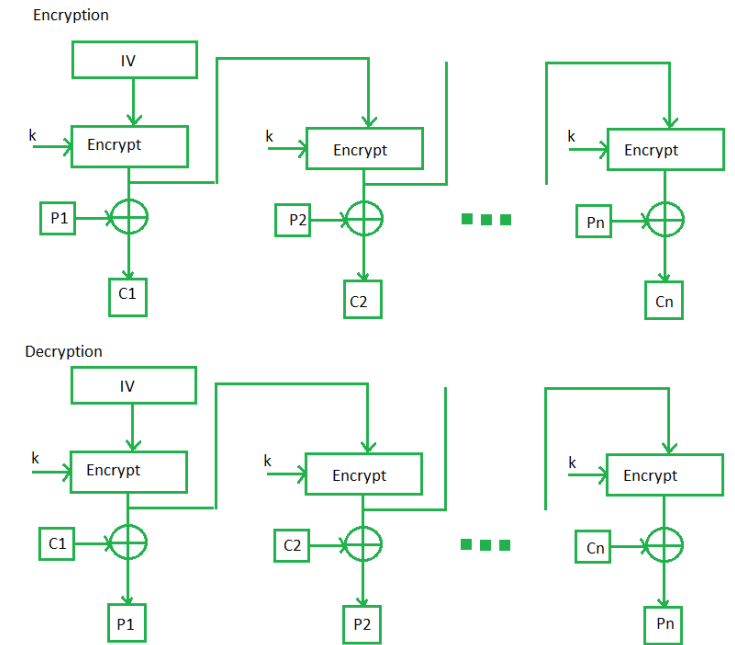 Encryption
IV
k
Encrypt
k
Encrypt
k
Encrypt
P1
P2
Pn
C1
C2
Cn
Decryption
IV
k
Encrypt
k
Encrypt
k
Encrypt
C1
C2
Cn
P1
P2
Pn